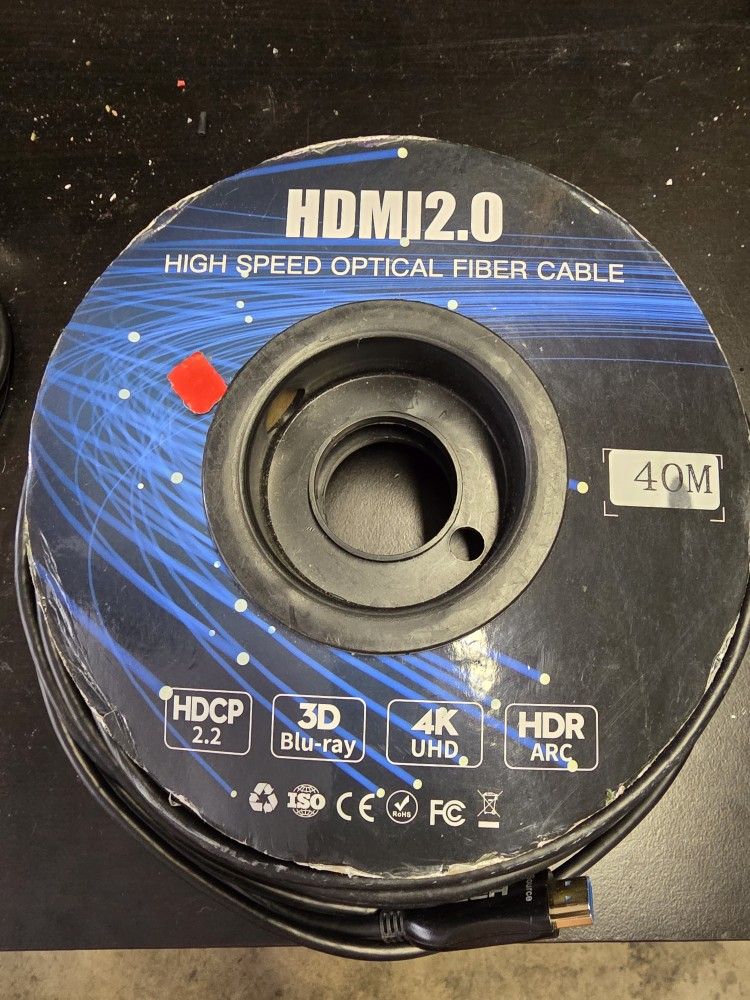 HDMI2.0
HIGH SPEED OPTICAL FIBER CABLE
40M
HDCP
2.2
3D
Blu-ray
4K
UHD
HDR
ARC
ISO
CE
RoHS
FC
Source